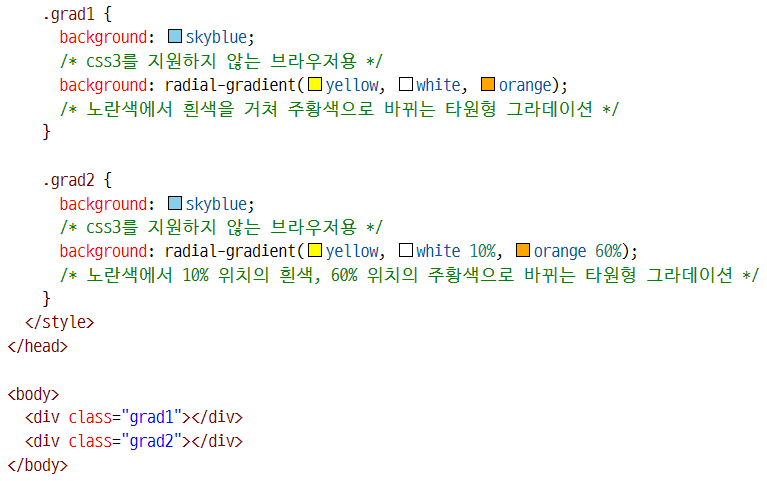 .grad1 {
background: skyblue;
/* css3를 지원하지 않는 브라우저용 */
background: radial-gradient(yellow, white, orange);
/* 노란색에서 흰색을 거쳐 주황색으로 바뀌는 타원형 그라데이션 */
}
.grad2 {
background: skyblue;
/* css3를 지원하지 않는 브라우저용 */
background: radial-gradient(yellow, white 10%, orange 60%);
/* 노란색에서 10% 위치의 흰색, 60% 위치의 주황색으로 바뀌는 타원형 그라데이션 */
}
</style>
</head>
<body>
<div class="grad1"></div>
<div class="grad2"></div>
</body>